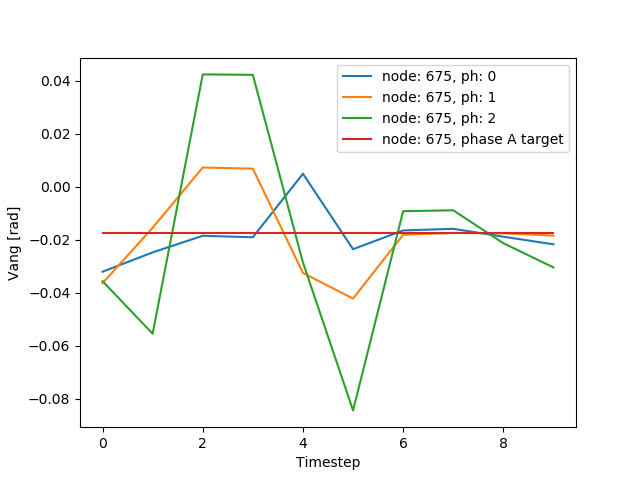 node: 675, ph: 0
node: 675, ph: 1
node: 675, ph: 2
node: 675, phase A target
0.04
0.02
0.00
−0.02
−0.04
−0.06
−0.08
Vang [rad]
0 2 4 6 8
Timestep